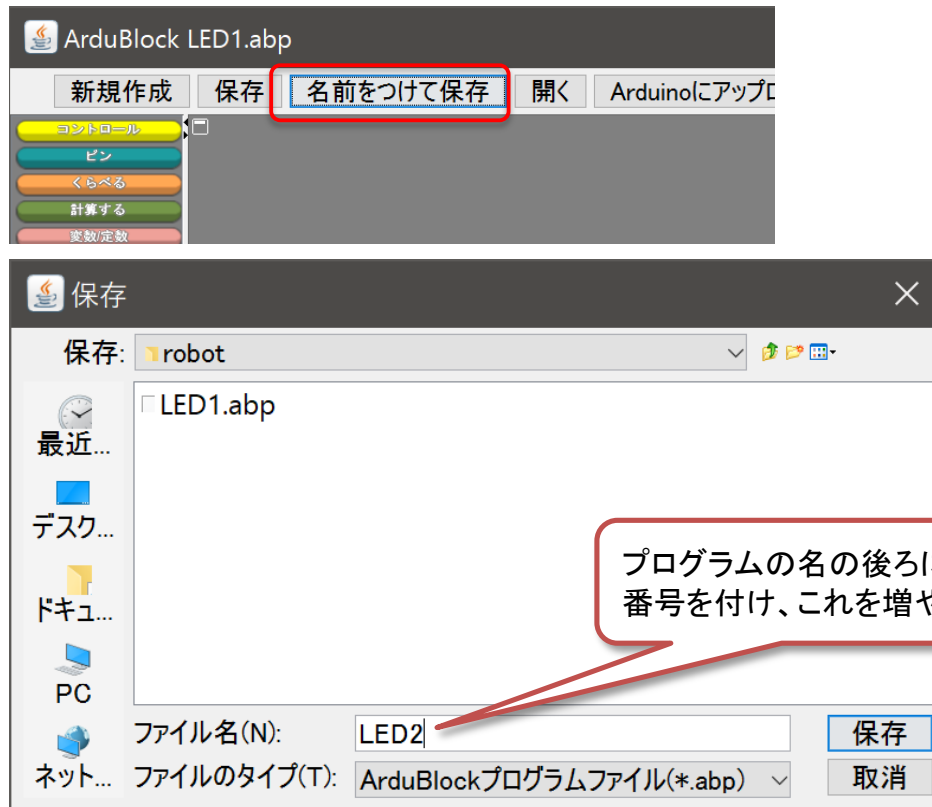 ArduBlock LED1.abp
新規作成 保存 名前をつけて保存 開く Arduinoにアップロ
コントロール
ピン
くらべる
計算する
変数/定数
保存
保存: robot
LED1.abp
最近...
デスク...
ドキュ...
PC
ネット...
プログラムの名の後ろに
番号を付け、これを増や
ファイル名(N): LED2 保存
ファイルのタイプ(T): ArduBlockプログラムファイル(*.abp) 取消